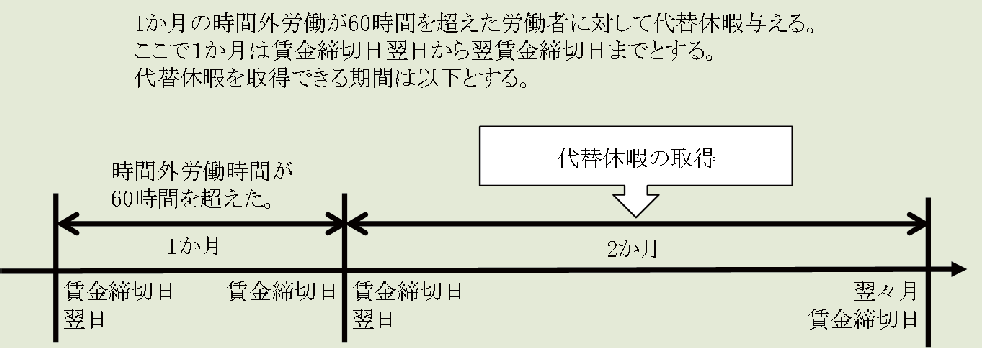 1か月の時間外労働が60時間を超えた労働者に対して代替休暇与える。
ここで1か月は賃金締切日翌日から翌賃金締切日までとする。
代替休暇を取得できる期間は以下とする。
代替休暇の取得
時間外労働時間が
60時間を超えた。
1か月
2か月
賃金締切日
翌日
賃金締切日
賃金締切日
翌日
翌々月
賃金締切日